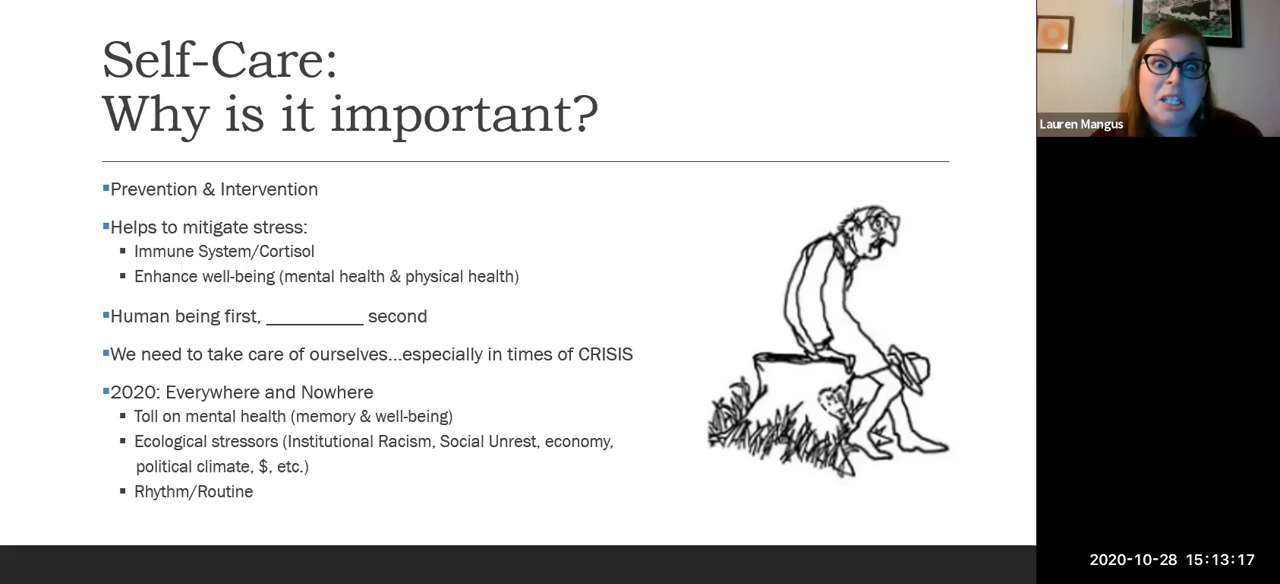 Self-Care:
Why is it important?
Prevention & Intervention
Helps to mitigate stress:
Immune System/Cortisol
Enhance well-being (mental health & physical health)
Human being first, __________ second
We need to take care of ourselves...especially in times of CRISIS
2020: Everywhere and Nowhere
Toll on mental health (memory & well-being)
Ecological stressors (Institutional Racism, Social Unrest, economy,
political climate, $, etc.)
Rhythm/Routine
Lauren Mangus
2020-10-28 15:13:17